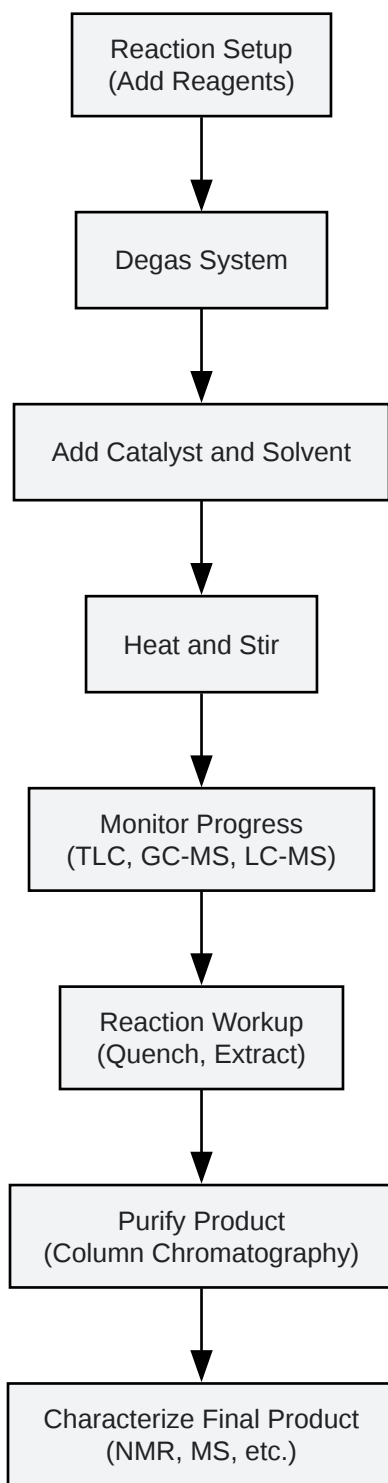 Reaction Setup
(Add Reagents)
Degas System
Add Catalyst and Solvent
Heat and Stir
Monitor Progress
(TLC, GC-MS, LC-MS)
Reaction Workup
(Quench, Extract)
Purify Product
(Column Chromatography)
Characterize Final Product
(NMR, MS, etc.)